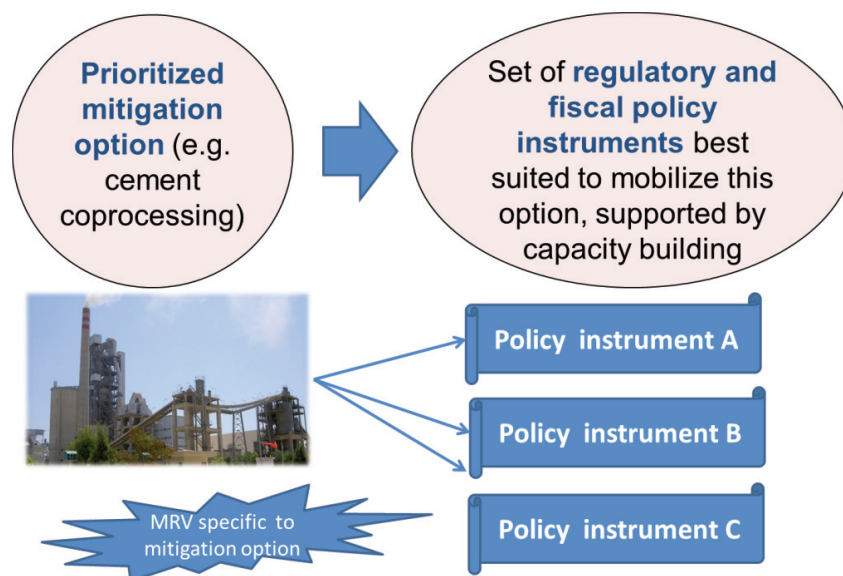 Prioritized
mitigation
option (e.g.
cement
coprocessing)
Set of regulatory and
fiscal policy
instruments best
suited to mobilize this
option, supported by
capacity building
Policy instrument A
Policy instrument B
MRV specific to
mitigation option
Policy instrument C